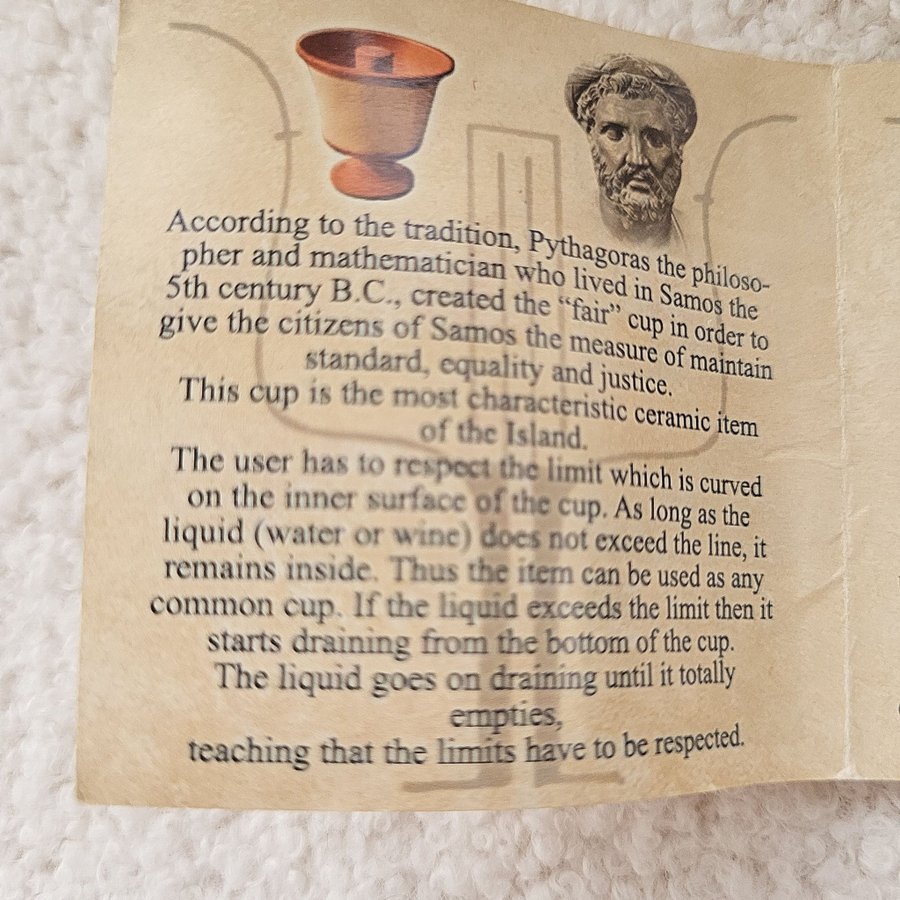 According to the tradition, Pythagoras the philoso-
pher and mathematician who lived in Samos the
5th century B.C., created the “fair” cup in order to
give the citizens of Samos the measure of maintain
standard, equality and justice.
This cup is the most characteristic ceramic item
of the Island.
The user has to respect the limit which is curved
on the inner surface of the cup. As long as the
liquid (water or wine) does not exceed the line, it
remains inside. Thus the item can be used as any
common cup. If the liquid exceeds the limit then it
starts draining from the bottom of the cup.
The liquid goes on draining until it totally
empties,
teaching that the limits have to be respected.